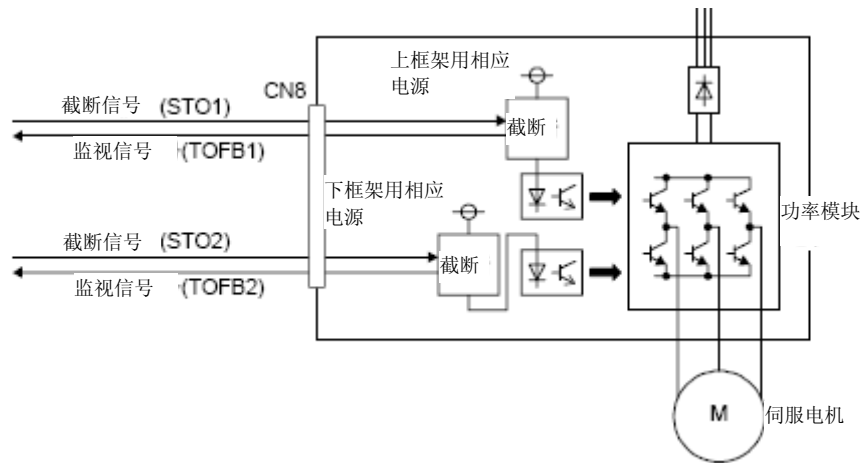 上框架用相应
电源
CN8
截断信号 (STO1)
截断
监视信号 (TOFB1)
下框架用相应
电源
功率模块
截断信号 (STO2)
截断
监视信号 (TOFB2)
M
伺服电机